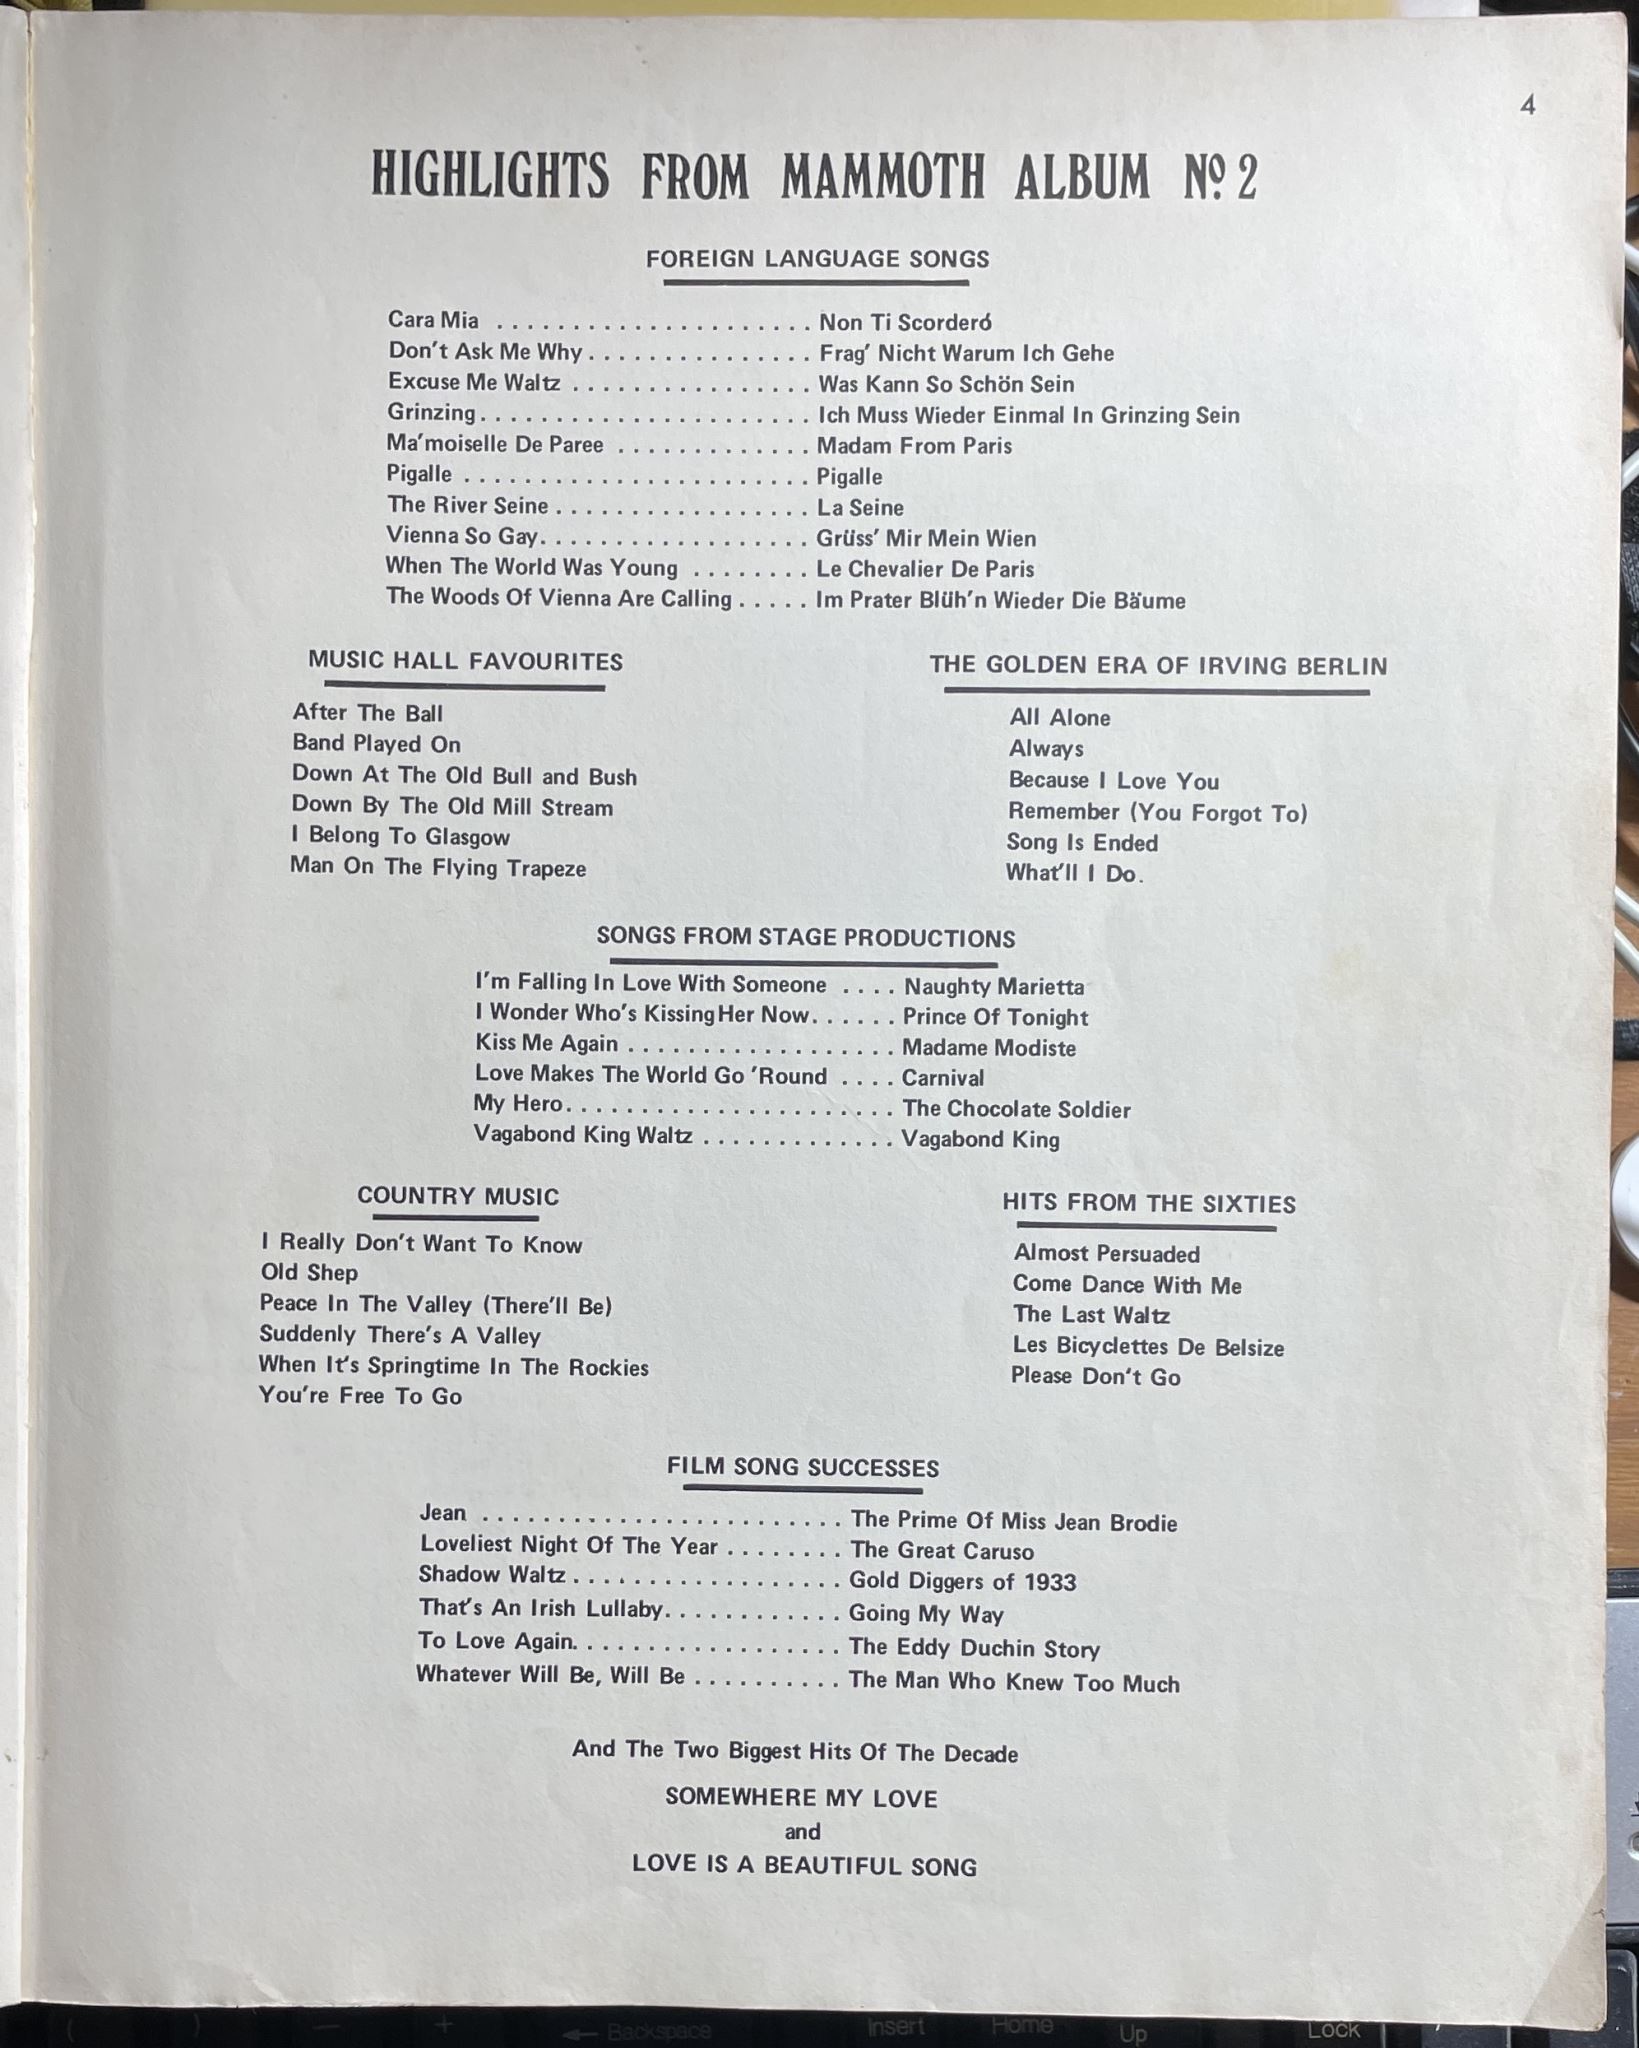 4
HIGHLIGHTS FROM MAMMOTH ALBUM Nº 2
FOREIGN LANGUAGE SONGS
Cara Mia ..................... Non Ti Scorderó
Don't Ask Me Why............... Frag' Nicht Warum Ich Gehe
Excuse Me Waltz ................ Was Kann So Schön Sein
Grinzing...................... Ich Muss Wieder Einmal In Grinzing Sein
Ma'moiselle De Paree ............. Madam From Paris
Pigalle ....................... Pigalle
The River Seine................. La Seine
Vienna So Gay.................. Grüss' Mir Mein Wien
When The World Was Young ........ Le Chevalier De Paris
The Woods Of Vienna Are Calling..... Im Prater Blüh'n Wieder Die Bäume
MUSIC HALL FAVOURITES
After The Ball
Band Played On
Down At The Old Bull and Bush
Down By The Old Mill Stream
I Belong To Glasgow
Man On The Flying Trapeze
THE GOLDEN ERA OF IRVING BERLIN
All Alone
Always
Because I Love You
Remember (You Forgot To)
Song Is Ended
What'll I Do.
SONGS FROM STAGE PRODUCTIONS
I'm Falling In Love With Someone .... Naughty Marietta
I Wonder Who's Kissing Her Now...... Prince Of Tonight
Kiss Me Again .................. Madame Modiste
Love Makes The World Go 'Round .... Carnival
My Hero...................... The Chocolate Soldier
Vagabond King Waltz ............. Vagabond King
COUNTRY MUSIC
I Really Don't Want To Know
Old Shep
Peace In The Valley (There'll Be)
Suddenly There's A Valley
When It's Springtime In The Rockies
You're Free To Go
HITS FROM THE SIXTIES
Almost Persuaded
Come Dance With Me
The Last Waltz
Les Bicyclettes De Belsize
Please Don't Go
FILM SONG SUCCESSES
Jean ........................ The Prime Of Miss Jean Brodie
Loveliest Night Of The Year ........ The Great Caruso
Shadow Waltz.................. Gold Diggers of 1933
That's An Irish Lullaby............ Going My Way
To Love Again.................. The Eddy Duchin Story
Whatever Will Be, Will Be .......... The Man Who Knew Too Much
And The Two Biggest Hits Of The Decade
SOMEWHERE MY LOVE
and
LOVE IS A BEAUTIFUL SONG
( ) — + ← Backspace Insert Home Up Lock